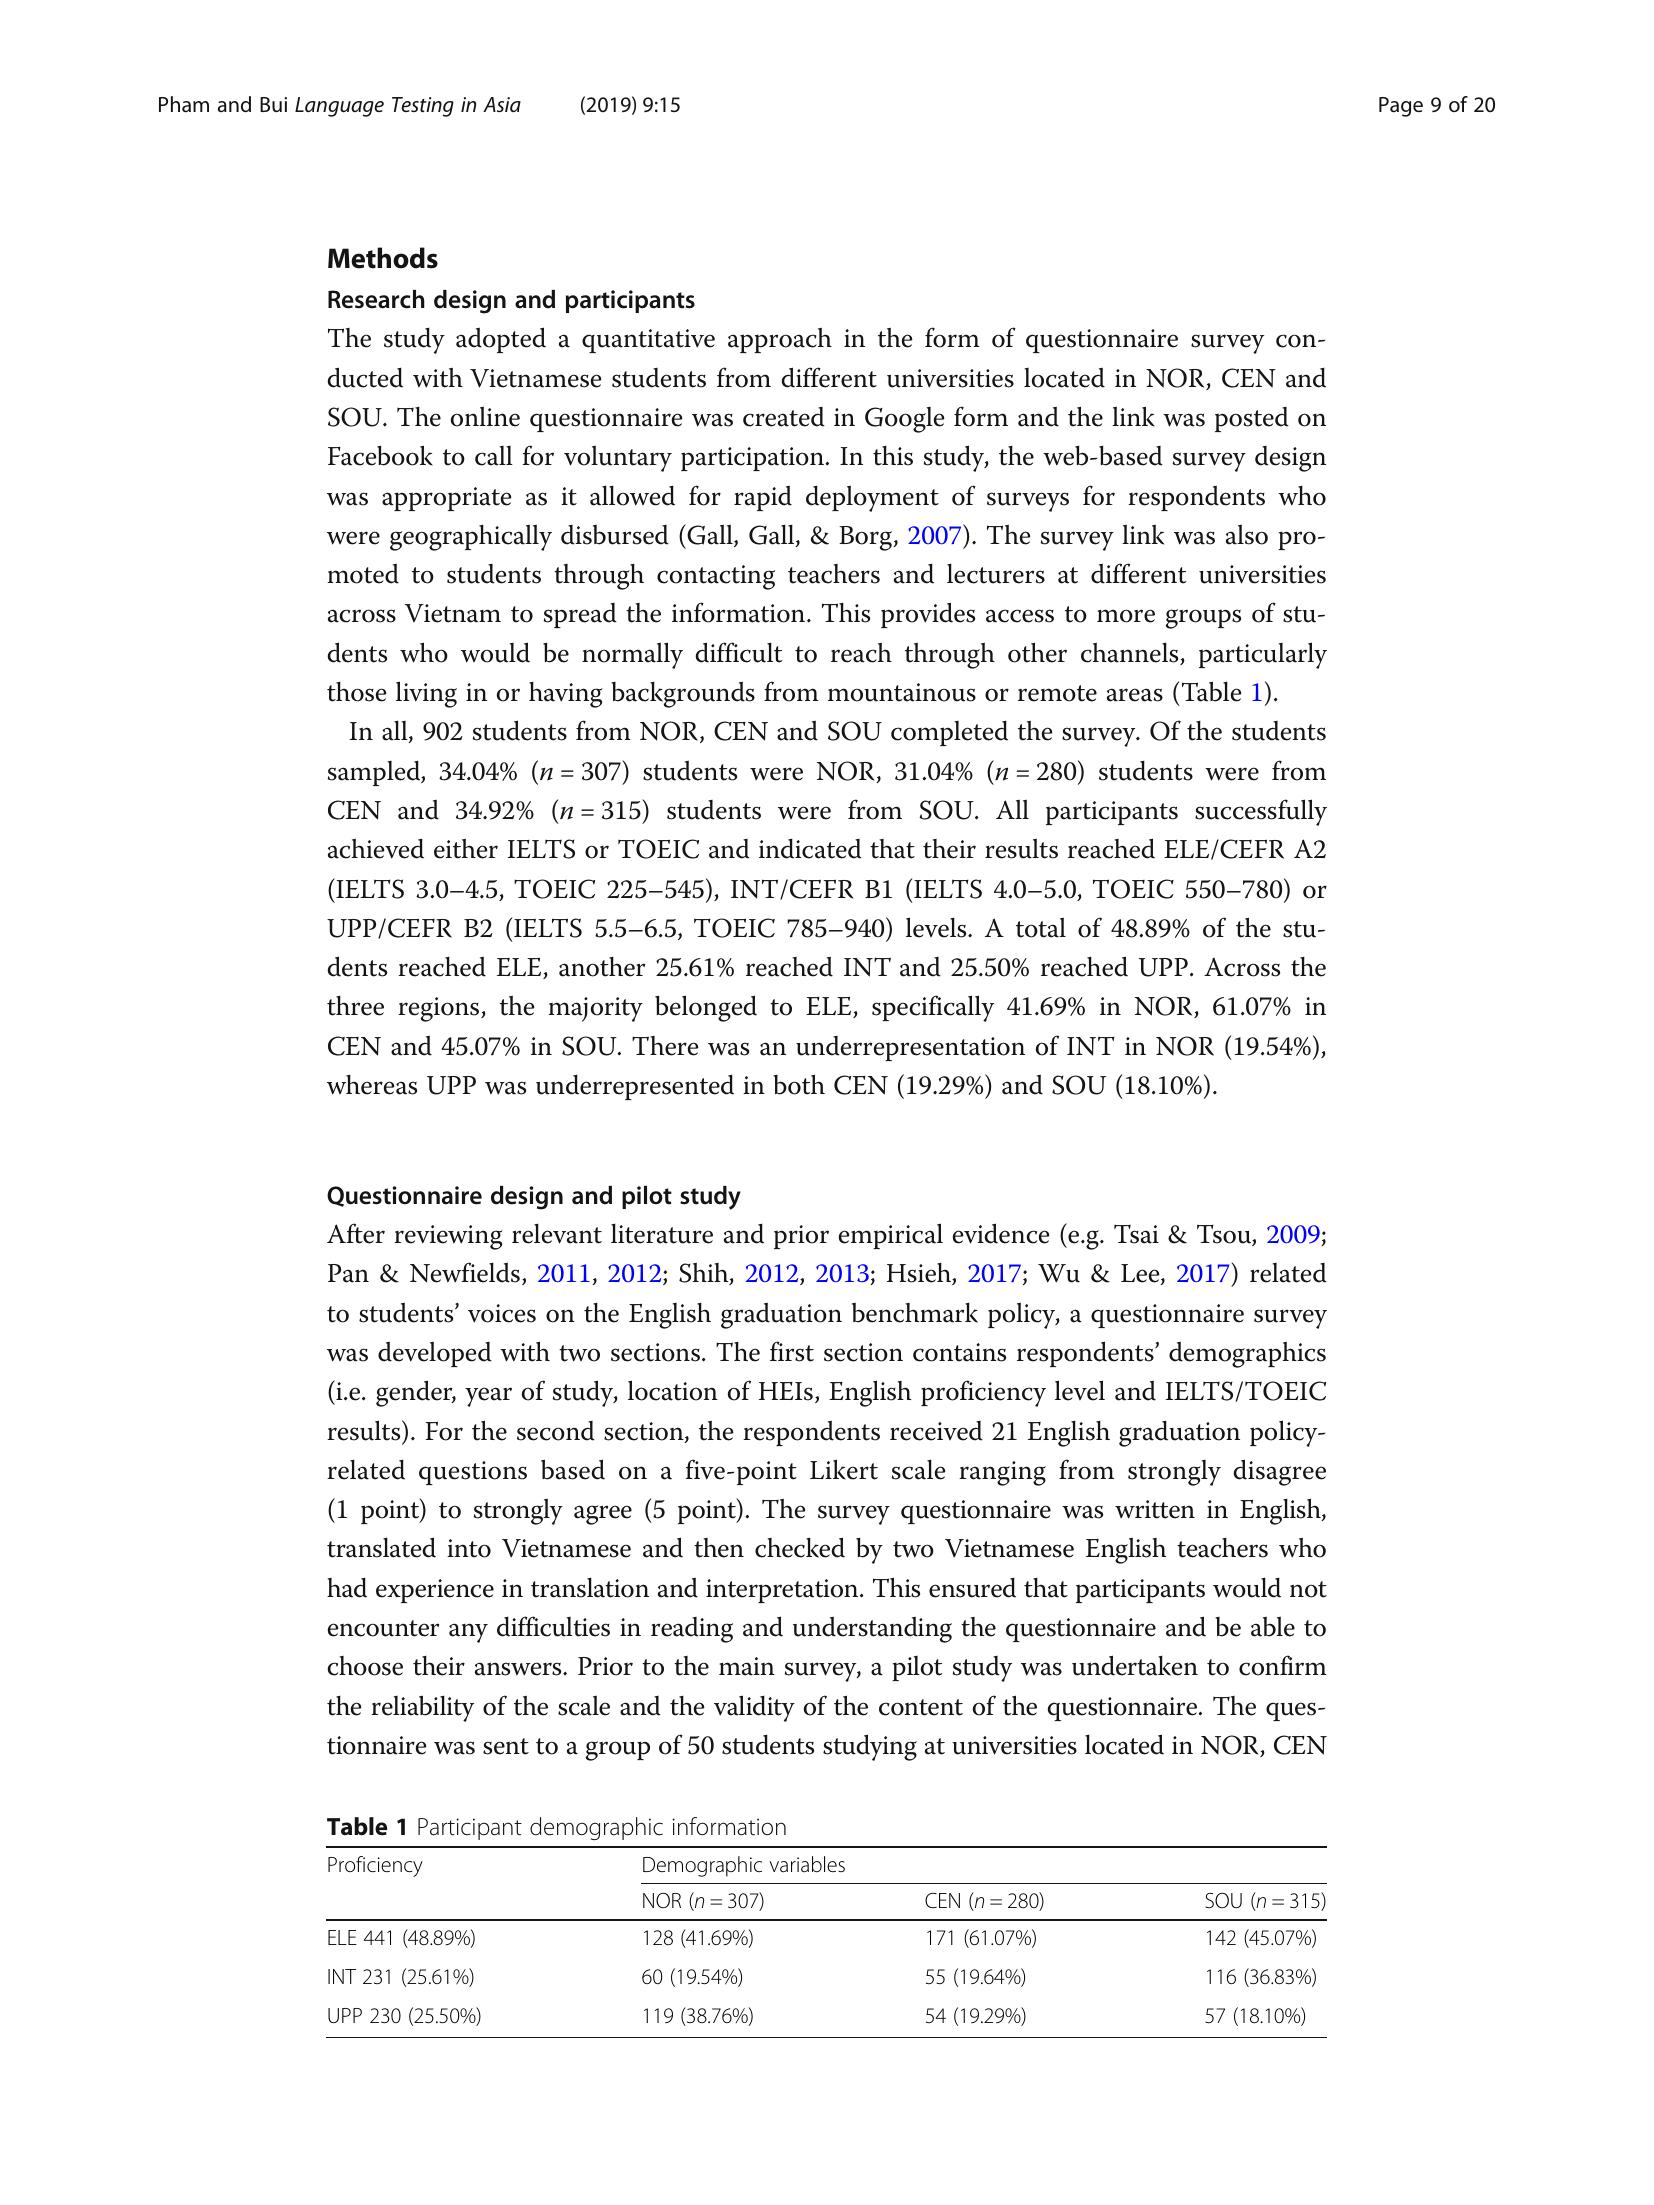 Pham and Bui Language Testing in Asia (2019) 9:15 Page 9 of 20
Methods
Research design and participants
The study adopted a quantitative approach in the form of questionnaire survey con-
ducted with Vietnamese students from different universities located in NOR, CEN and
SOU. The online questionnaire was created in Google form and the link was posted on
Facebook to call for voluntary participation. In this study, the web-based survey design
was appropriate as it allowed for rapid deployment of surveys for respondents who
were geographically disbursed (Gall, Gall, & Borg, 2007). The survey link was also pro-
moted to students through contacting teachers and lecturers at different universities
across Vietnam to spread the information. This provides access to more groups of stu-
dents who would be normally difficult to reach through other channels, particularly
those living in or having backgrounds from mountainous or remote areas (Table 1).
In all, 902 students from NOR, CEN and SOU completed the survey. Of the students
sampled, 34.04% (n = 307) students were NOR, 31.04% (n = 280) students were from
CEN and 34.92% (n = 315) students were from SOU. All participants successfully
achieved either IELTS or TOEIC and indicated that their results reached ELE/CEFR A2
(IELTS 3.0–4.5, TOEIC 225–545), INT/CEFR B1 (IELTS 4.0–5.0, TOEIC 550–780) or
UPP/CEFR B2 (IELTS 5.5–6.5, TOEIC 785–940) levels. A total of 48.89% of the stu-
dents reached ELE, another 25.61% reached INT and 25.50% reached UPP. Across the
three regions, the majority belonged to ELE, specifically 41.69% in NOR, 61.07% in
CEN and 45.07% in SOU. There was an underrepresentation of INT in NOR (19.54%),
whereas UPP was underrepresented in both CEN (19.29%) and SOU (18.10%).
Questionnaire design and pilot study
After reviewing relevant literature and prior empirical evidence (e.g. Tsai & Tsou, 2009;
Pan & Newfields, 2011, 2012; Shih, 2012, 2013; Hsieh, 2017; Wu & Lee, 2017) related
to students’ voices on the English graduation benchmark policy, a questionnaire survey
was developed with two sections. The first section contains respondents’ demographics
(i.e. gender, year of study, location of HEIs, English proficiency level and IELTS/TOEIC
results). For the second section, the respondents received 21 English graduation policy-
related questions based on a five-point Likert scale ranging from strongly disagree
(1 point) to strongly agree (5 point). The survey questionnaire was written in English,
translated into Vietnamese and then checked by two Vietnamese English teachers who
had experience in translation and interpretation. This ensured that participants would not
encounter any difficulties in reading and understanding the questionnaire and be able to
choose their answers. Prior to the main survey, a pilot study was undertaken to confirm
the reliability of the scale and the validity of the content of the questionnaire. The ques-
tionnaire was sent to a group of 50 students studying at universities located in NOR, CEN
Table 1 Participant demographic information
Proficiency Demographic variables
NOR (n = 307) CEN (n = 280) SOU (n = 315)
ELE 441 (48.89%) 128 (41.69%) 171 (61.07%) 142 (45.07%)
INT 231 (25.61%) 60 (19.54%) 55 (19.64%) 116 (36.83%)
UPP 230 (25.50%) 119 (38.76%) 54 (19.29%) 57 (18.10%)